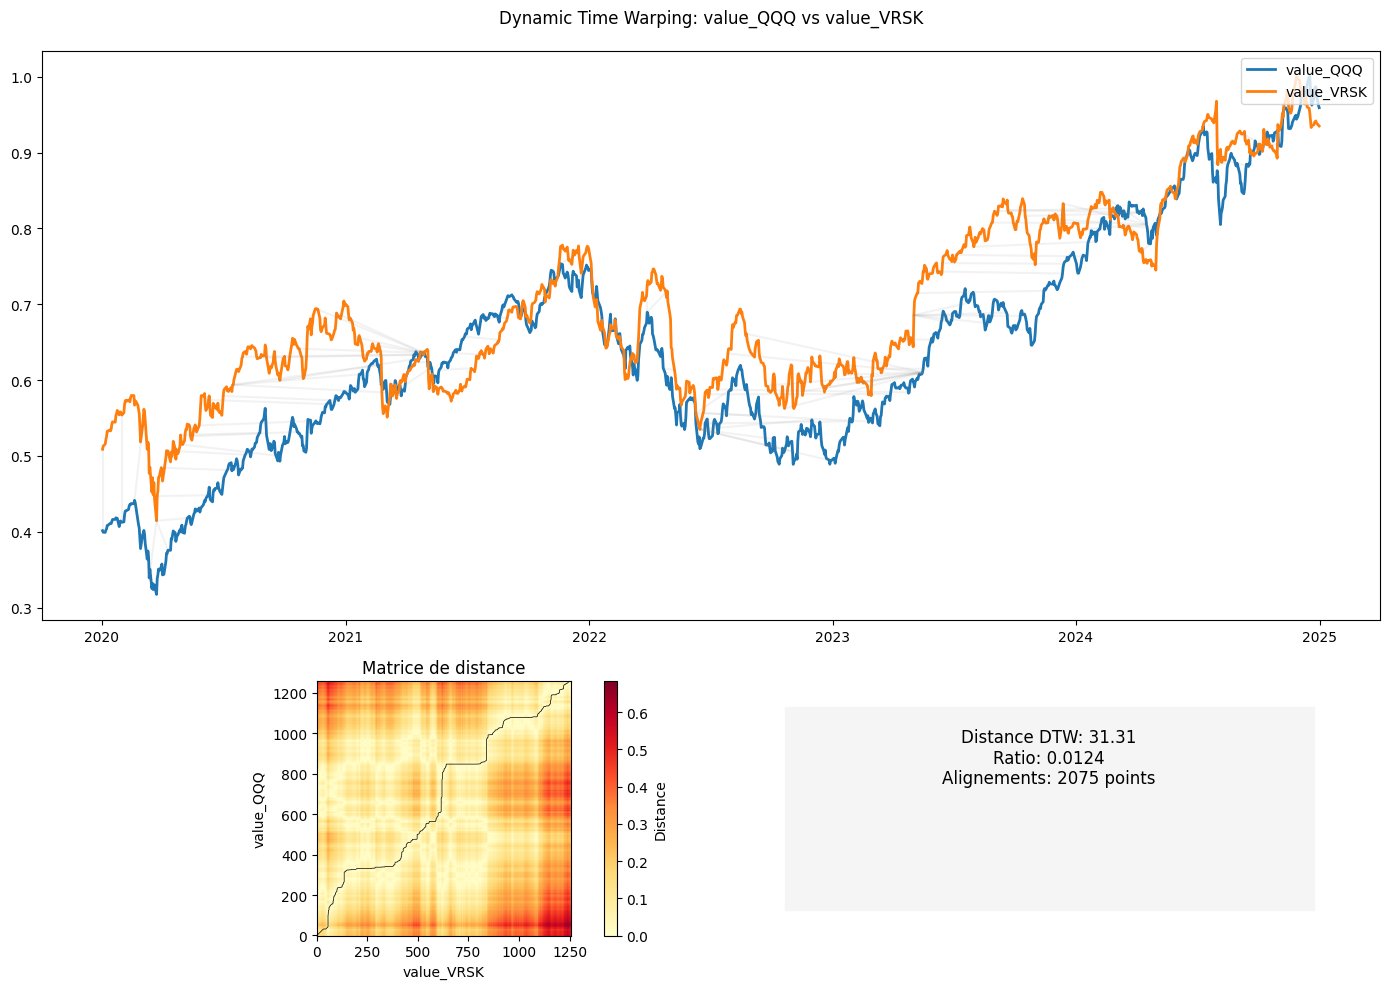 Dynamic Time Warping: value_QQQ vs value_VRSK
value_QQQ
value_VRSK
1.0
0.9
0.8
0.7
0.6
0.5
0.4
0.3
2020 2021 2022 2023 2024 2025
Matrice de distance
value_QQQ
1200
1000
800
600
400
200
0
0 250 500 750 1000 1250
value_VRSK
0.6
0.5
0.4
0.3
0.2
0.1
0.0
Distance
Distance DTW: 31.31
Ratio: 0.0124
Alignements: 2075 points